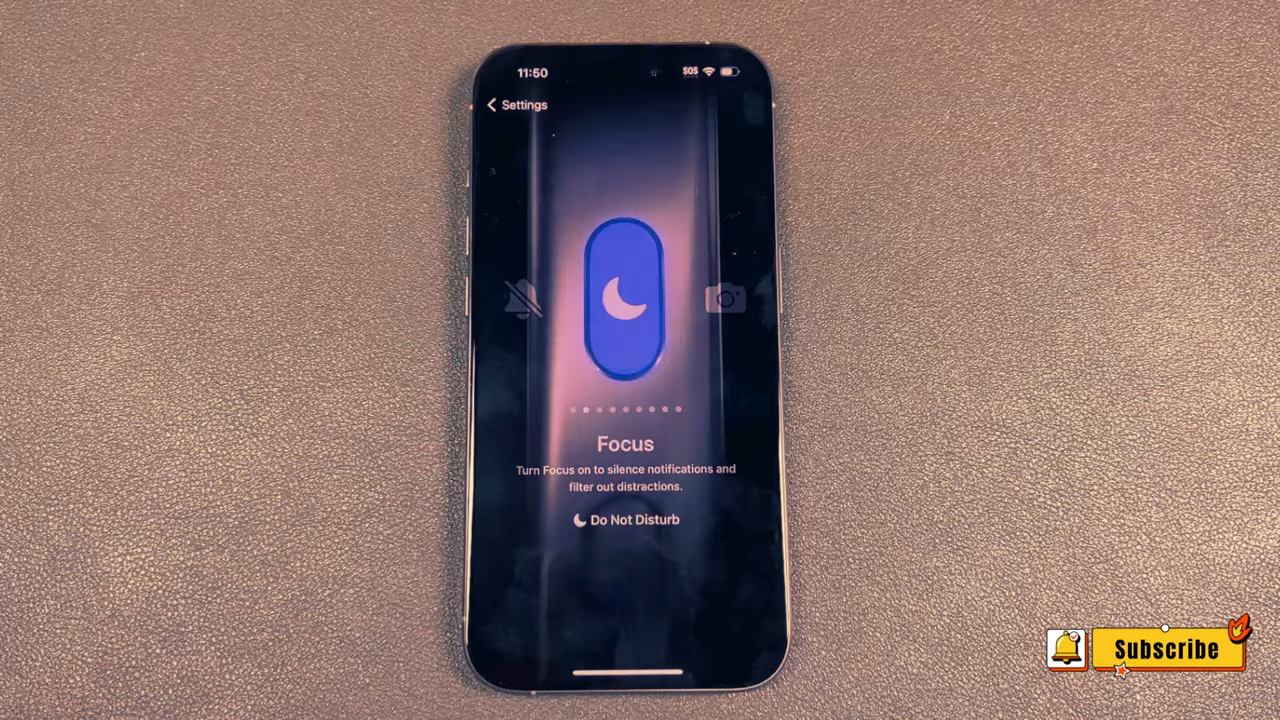 11:50
SOS
Settings
Focus
Turn Focus on to silence notifications and
filter out distractions.
Do Not Disturb
Subscribe